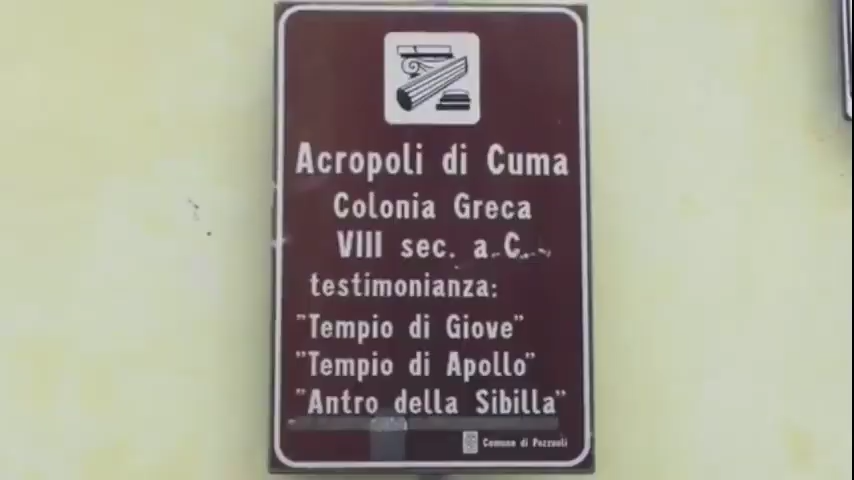 Acropoli di Cuma
Colonia Greca
VIII sec. a.C.
testimonianza:
"Tempio di Giove"
"Tempio di Apollo"
"Antro della Sibilla"
Comune di Pozzuoli